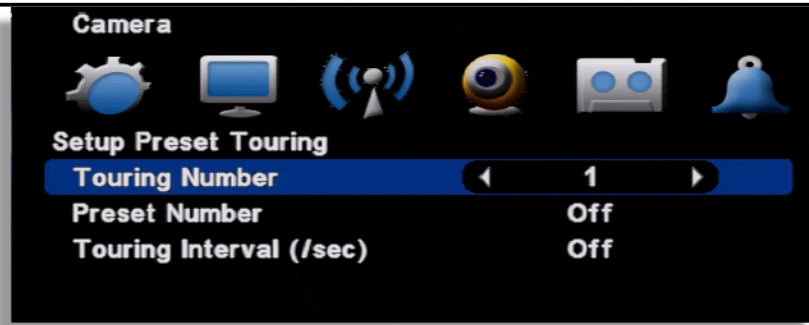 Camera
Setup Preset Touring
Touring Number 1
Preset Number Off
Touring Interval (/sec) Off